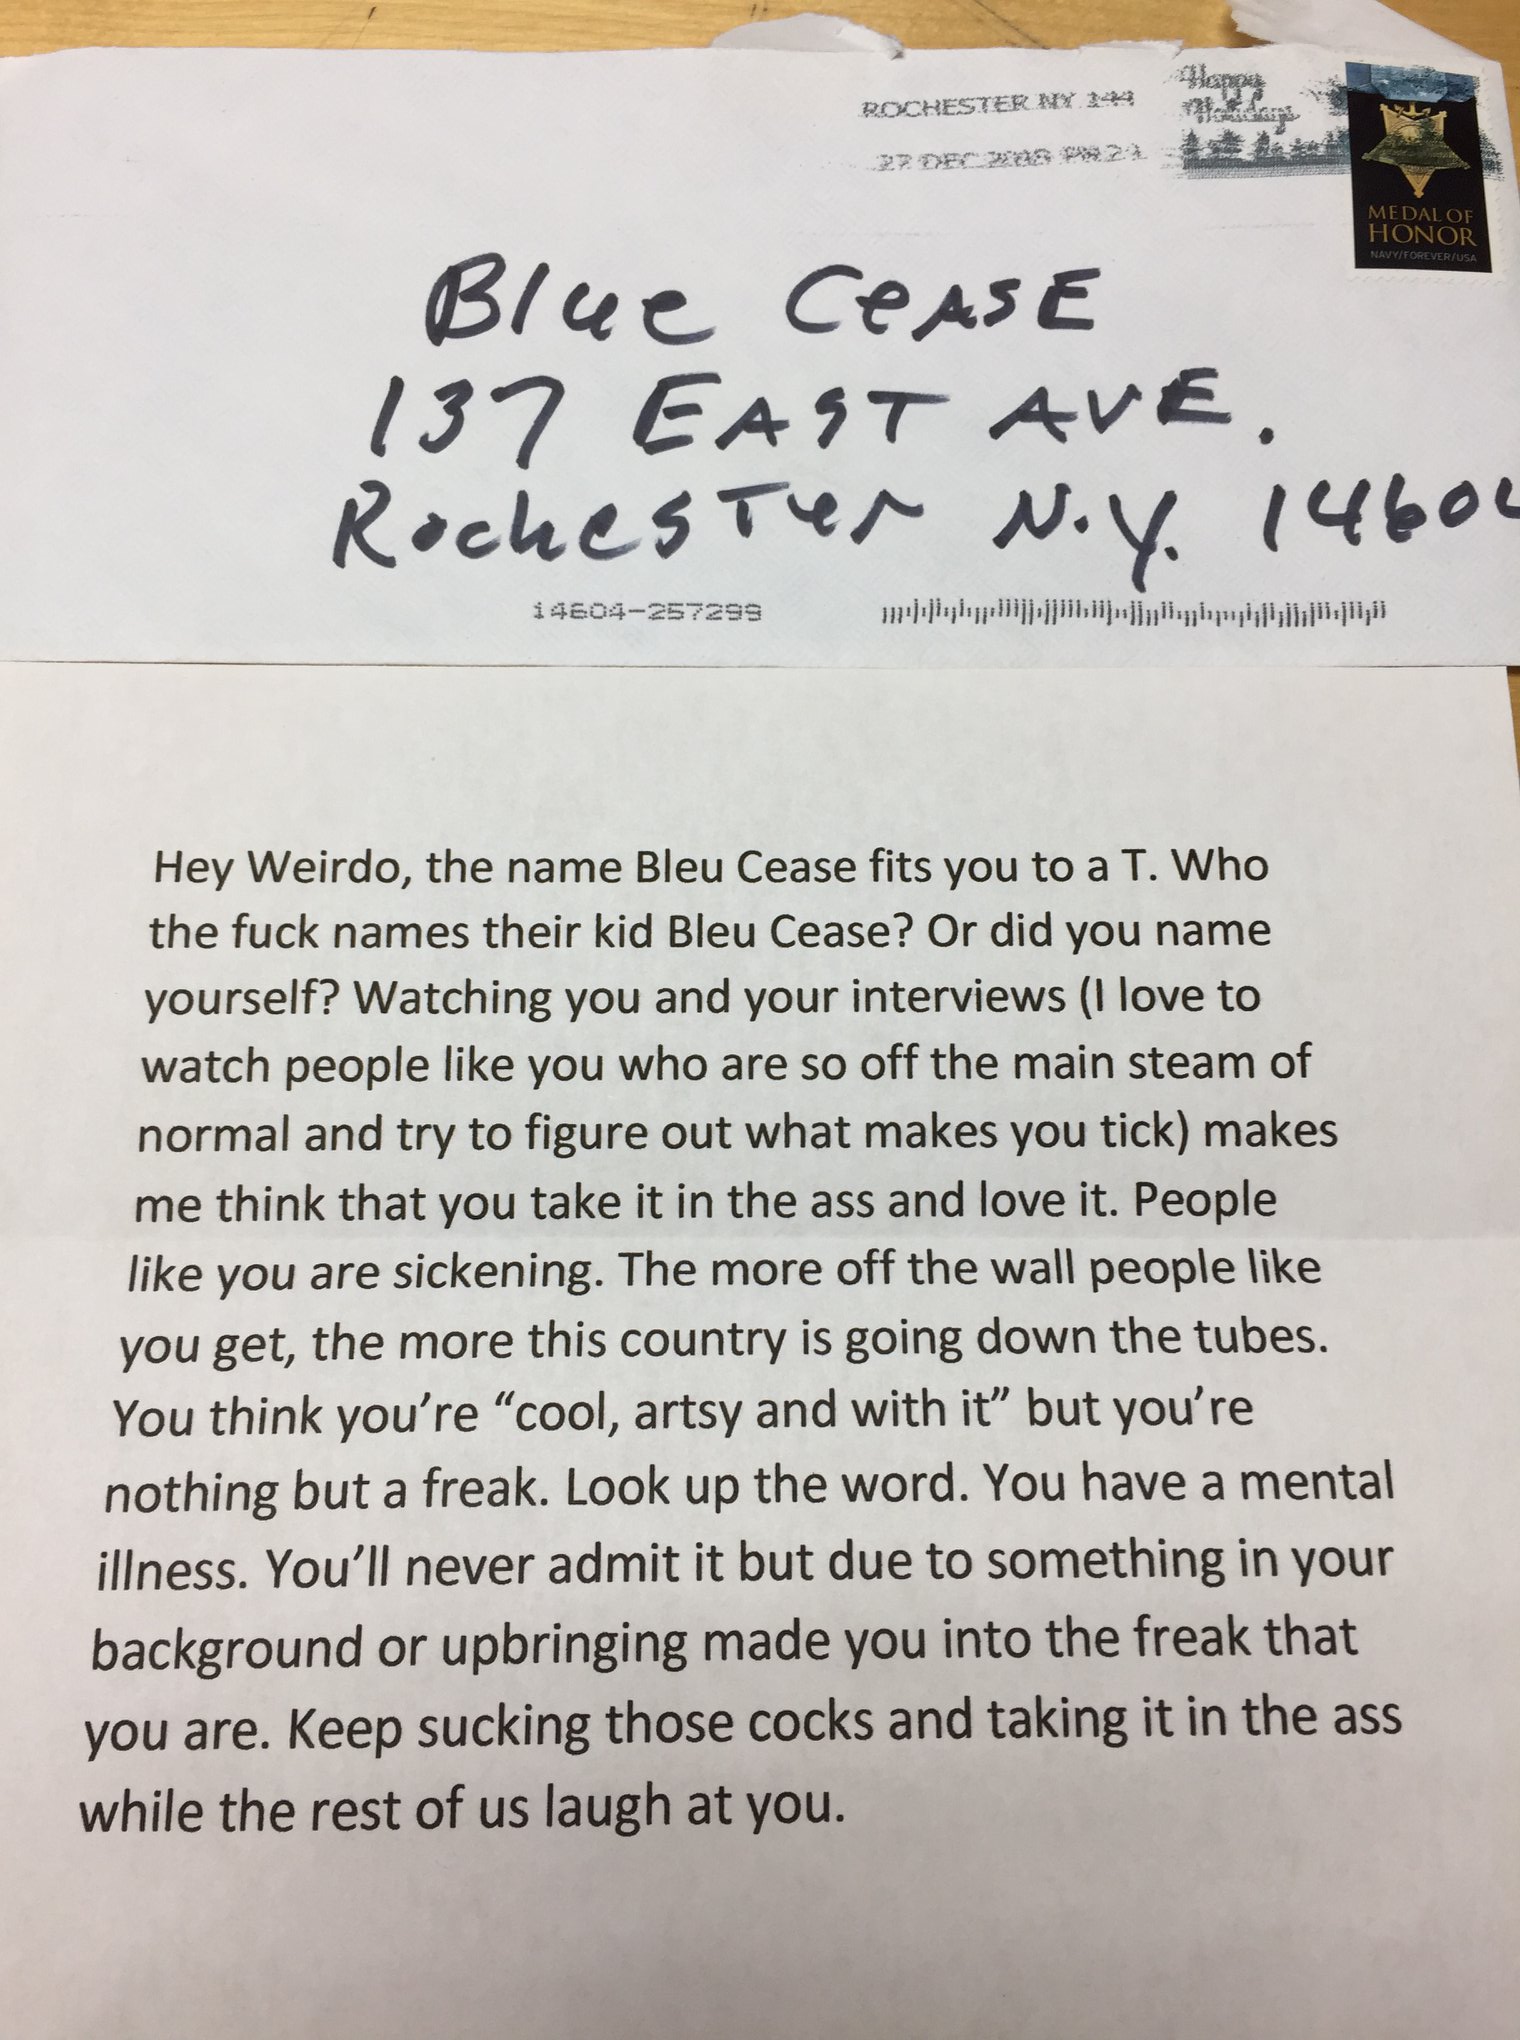 ROCHESTER NY 144
Happy
Holidays
27 DEC PM
MEDAL OF
HONOR
NAVY/FOREVER/USA
Blue Cease
137 EAST AVE.
Rochester N.Y. 1460
14604-257299
Hey Weirdo, the name Bleu Cease fits you to a T. Who
the fuck names their kid Bleu Cease? Or did you name
yourself? Watching you and your interviews (I love to
watch people like you who are so off the main steam of
normal and try to figure out what makes you tick) makes
me think that you take it in the ass and love it. People
like you are sickening. The more off the wall people like
you get, the more this country is going down the tubes.
You think you’re “cool, artsy and with it” but you’re
nothing but a freak. Look up the word. You have a mental
illness. You’ll never admit it but due to something in your
background or upbringing made you into the freak that
you are. Keep sucking those cocks and taking it in the ass
while the rest of us laugh at you.